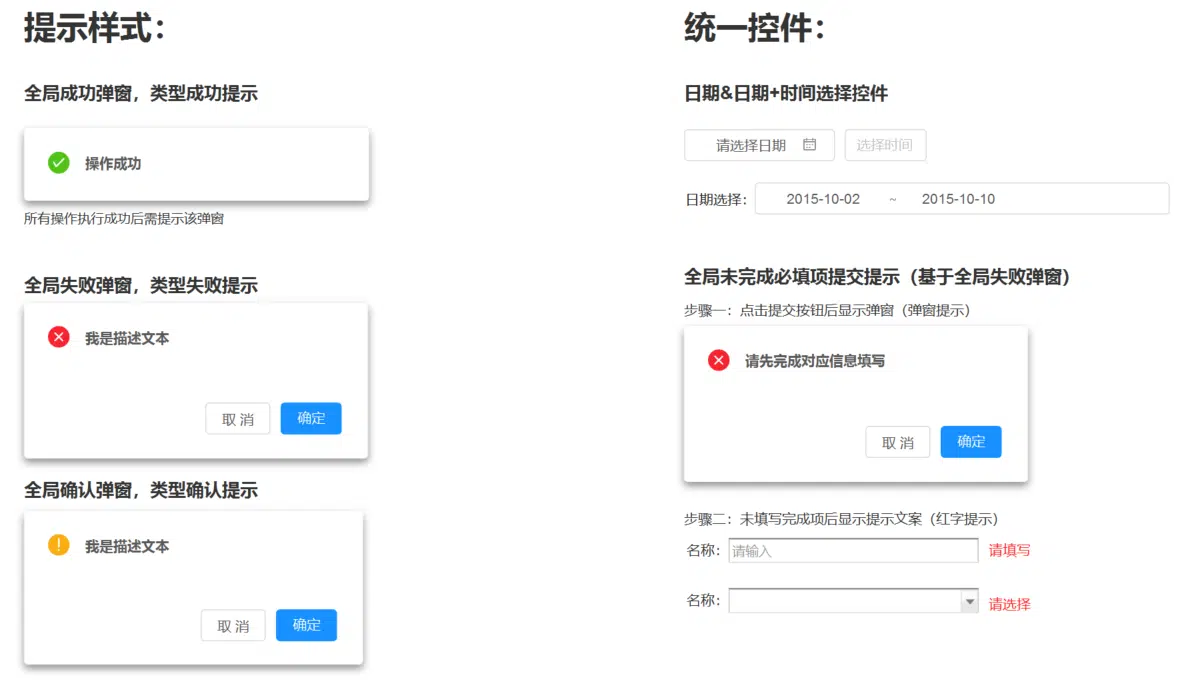 提示样式：
全局成功弹窗，类型成功提示
操作成功
所有操作执行成功后需提示该弹窗
全局失败弹窗，类型失败提示
我是描述文本
取 消 确定
全局确认弹窗，类型确认提示
我是描述文本
取 消 确定
统一控件：
日期&日期+时间选择控件
请选择日期 选择时间
日期选择： 2015-10-02 ~ 2015-10-10
全局未完成必填项提交提示（基于全局失败弹窗）
步骤一：点击提交按钮后显示弹窗（弹窗提示）
请先完成对应信息填写
取 消 确定
步骤二：未填写完成项后显示提示文案（红字提示）
名称： 请输入 请填写
名称： 请选择